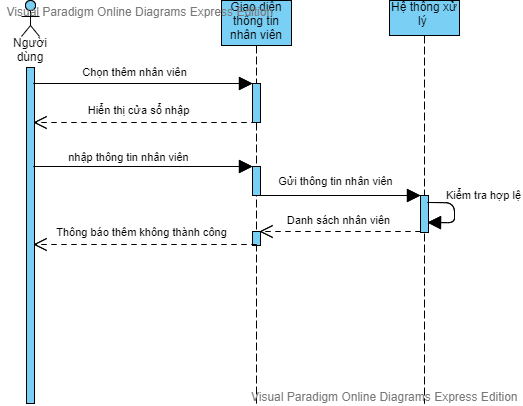 Visual Paradigm Online Diagrams Express Edition
Người
dùng
Giao diện
thông tin
nhân viên
Hệ thống xử
lý
Chọn thêm nhân viên
Hiển thị cửa sổ nhập
nhập thông tin nhân viên
Gửi thông tin nhân viên
Kiểm tra hợp lệ
Danh sách nhân viên
Thông báo thêm không thành công
Visual Paradigm Online Diagrams Express Edition